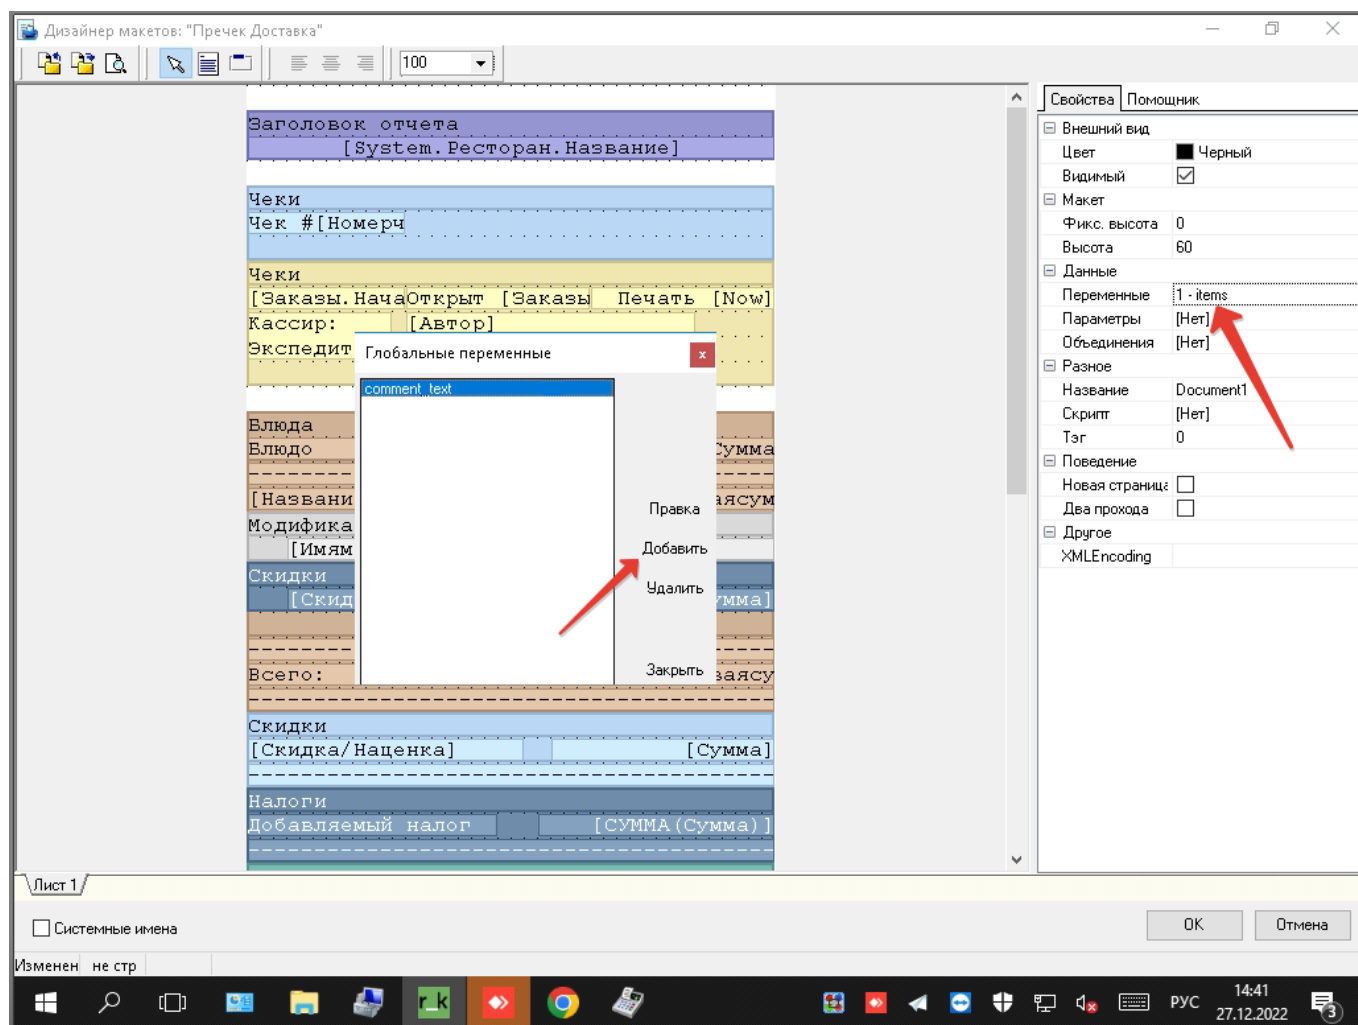 Дизайнер макетов: "Пречек Доставка"
100
Свойства Помощник
Внешний вид
Цвет Черный
Видимый
Макет
Фикс. высота 0
Высота 60
Данные
Переменные 1 - items
Параметры [Нет]
Объединения [Нет]
Разное
Название Document1
Скрипт [Нет]
Тэг 0
Поведение
Новая страница
Два прохода
Другое
XMLEncoding
Заголовок отчета
[System.Ресторан.Название]
Чеки
Чек #[Номерч
Чеки
[Заказы.Нача Открыт [Заказы Печать [Now]
Кассир: [Автор]
Экспедит
Глобальные переменные
x
comment_text
Правка
Добавить
Удалить
Закрыть
Блюда
Блюдо Сумма
[Названи аясум
Модифика
[Имям
Скидки
[Скид умма]
Всего: ваясу
Скидки
[Скидка/Наценка] [Сумма]
Налоги
Добавляемый налог [СУММА(Сумма)]
Лист 1
Системные имена
OK Отмена
Изменен не стр
r_k
РУС
14:41
27.12.2022
3